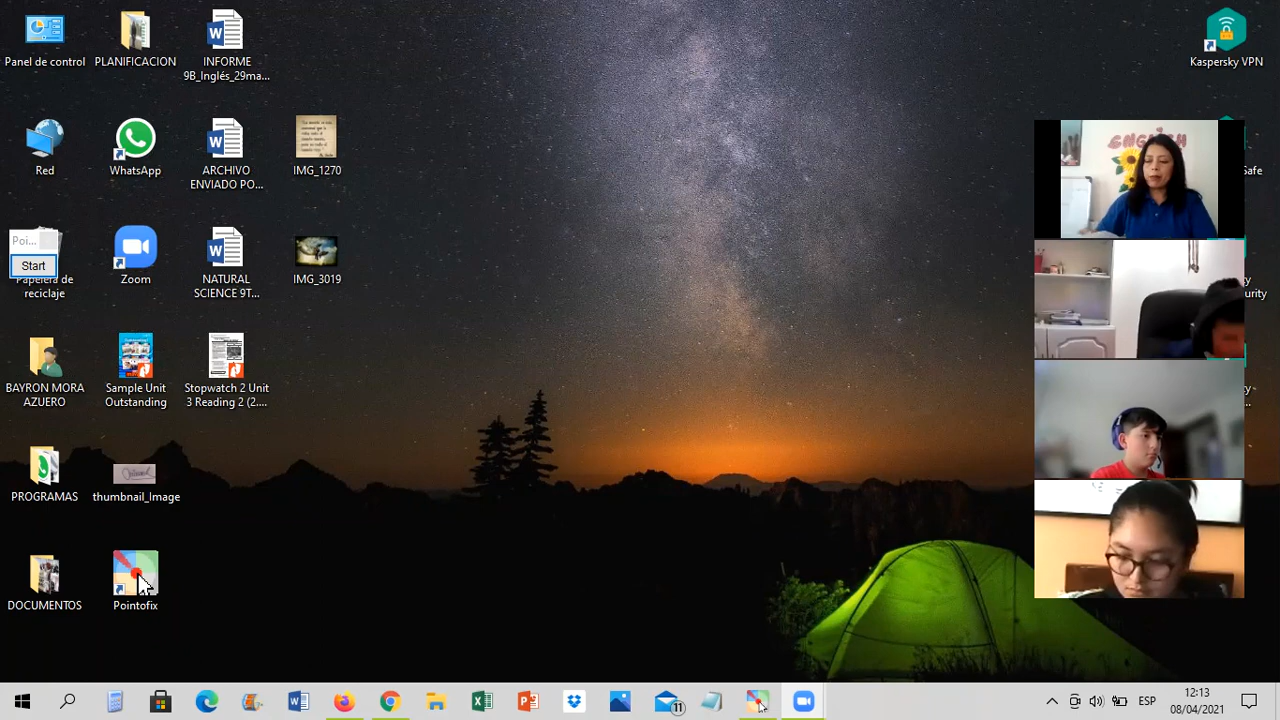 Panel de control
PLANIFICACION
INFORME
9B_Inglés_29ma...
Kaspersky VPN
Red
WhatsApp
ARCHIVO
ENVIADO PO...
IMG_1270
ENGLISH
Poi...
Start
Papelera de
reciclaje
Zoom
NATURAL
SCIENCE 9T...
IMG_3019
BAYRON MORA
AZUERO
Sample Unit
Outstanding
Stopwatch 2 Unit
3 Reading 2 (2....
PROGRAMAS
thumbnail_Image
DOCUMENTOS
Pointofix
11
ESP
12:13
08/04/2021